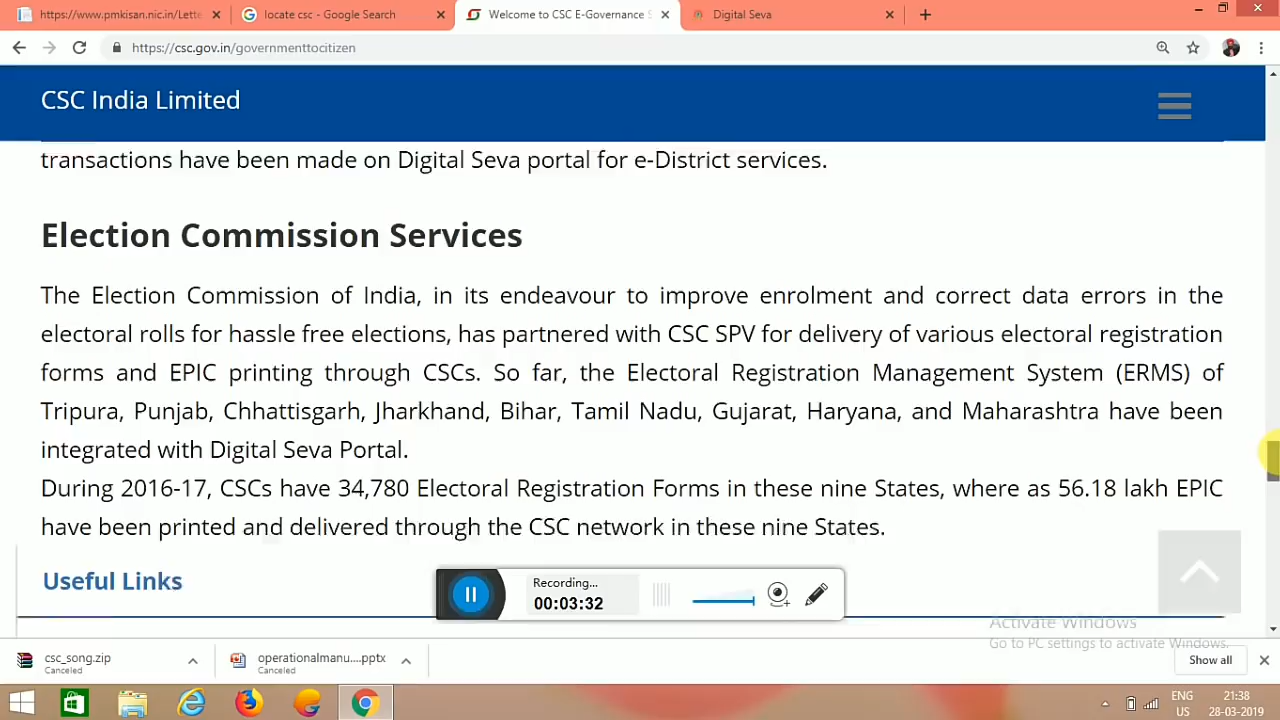 https://www.pmkisan.nic.in/Lette
locate csc - Google Search
Welcome to CSC E-Governance S
Digital Seva
https://csc.gov.in/governmenttocitizen
CSC India Limited
transactions have been made on Digital Seva portal for e-District services.
Election Commission Services
The Election Commission of India, in its endeavour to improve enrolment and correct data errors in the
electoral rolls for hassle free elections, has partnered with CSC SPV for delivery of various electoral registration
forms and EPIC printing through CSCs. So far, the Electoral Registration Management System (ERMS) of
Tripura, Punjab, Chhattisgarh, Jharkhand, Bihar, Tamil Nadu, Gujarat, Haryana, and Maharashtra have been
integrated with Digital Seva Portal.
During 2016-17, CSCs have 34,780 Electoral Registration Forms in these nine States, where as 56.18 lakh EPIC
have been printed and delivered through the CSC network in these nine States.
Useful Links
Recording...
00:03:32
Activate Windows
Go to PC settings to activate Windows.
csc_song.zip
Canceled
operationalmanu....pptx
Canceled
Show all
ENG
US
21:38
28-03-2019